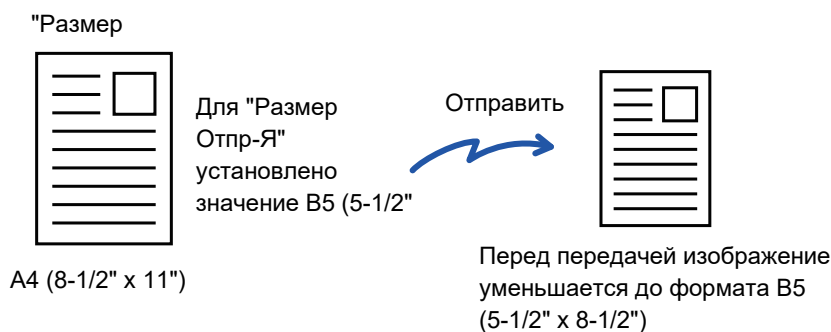 "Размер
Для "Размер
Отпр-Я"
установлено
значение B5 (5-1/2"
Отправить
A4 (8-1/2" x 11")
Перед передачей изображение
уменьшается до формата B5
(5-1/2" x 8-1/2")